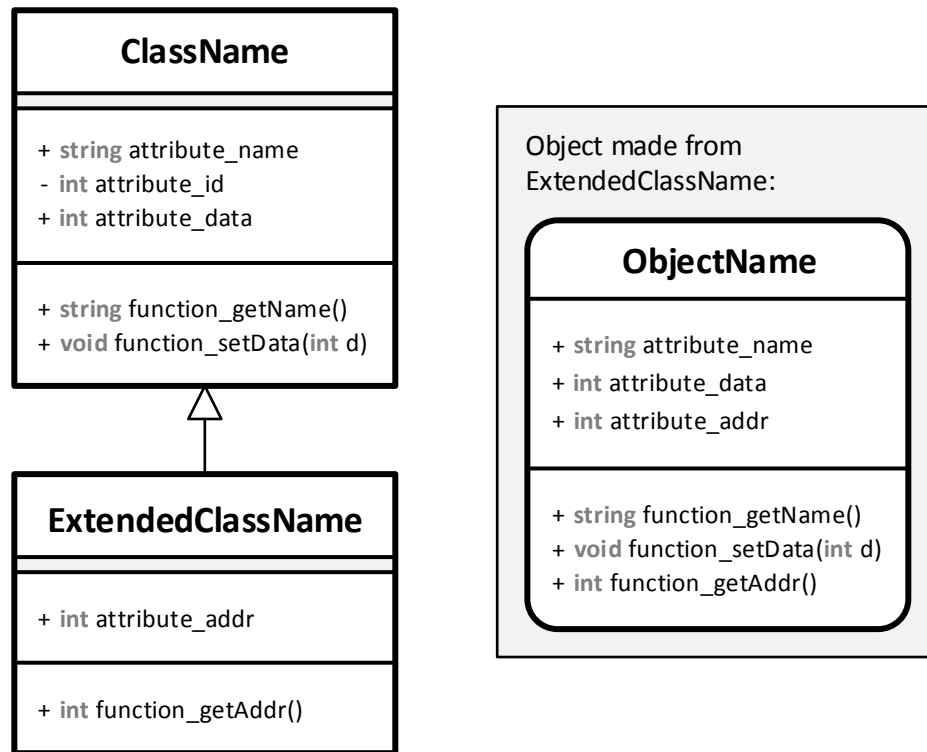 ClassName
+ string attribute_name
- int attribute_id
+ int attribute_data
+ string function_getName()
+ void function_setData(int d)
ExtendedClassName
+ int attribute_addr
+ int function_getAddr()
Object made from
ExtendedClassName:
ObjectName
+ string attribute_name
+ int attribute_data
+ int attribute_addr
+ string function_getName()
+ void function_setData(int d)
+ int function_getAddr()